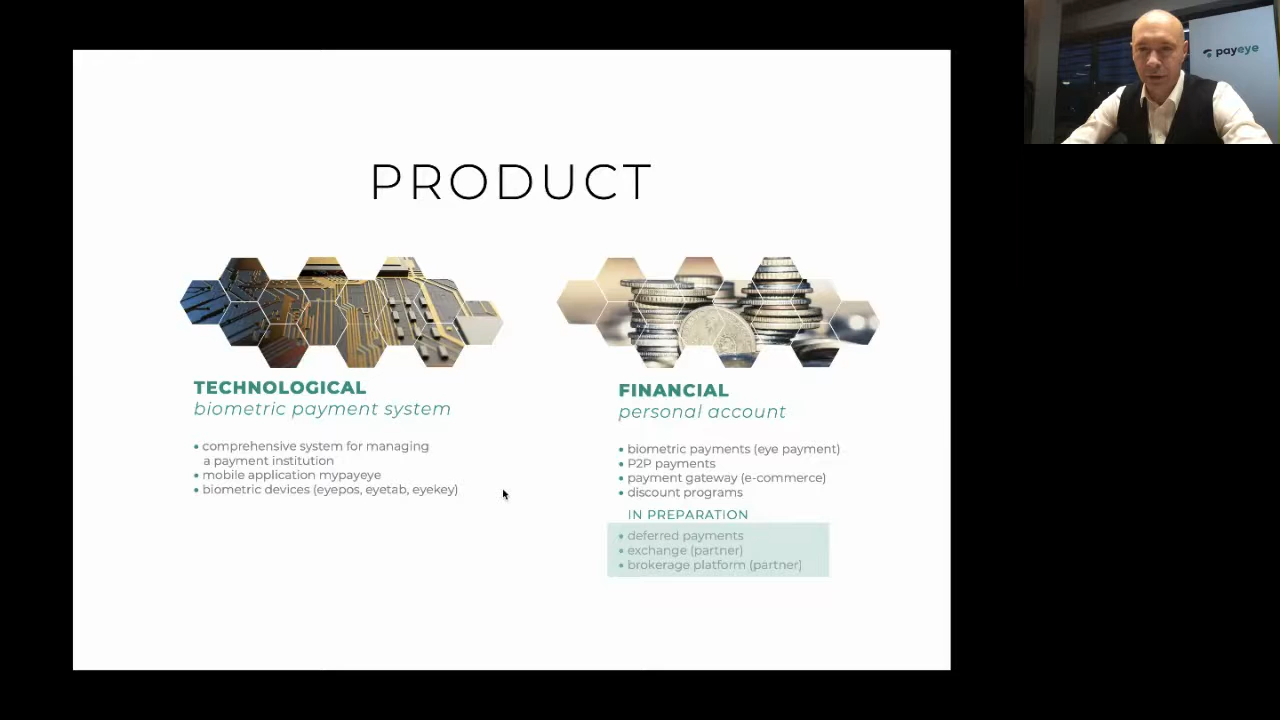 PRODUCT
TECHNOLOGICAL
biometric payment system
• comprehensive system for managing
a payment institution
• mobile application mypayeye
• biometric devices (eyepos, eyetab, eyekey)
FINANCIAL
personal account
• biometric payments (eye payment)
• P2P payments
• payment gateway (e-commerce)
• discount programs
IN PREPARATION
• deferred payments
• exchange (partner)
• brokerage platform (partner)
payeye